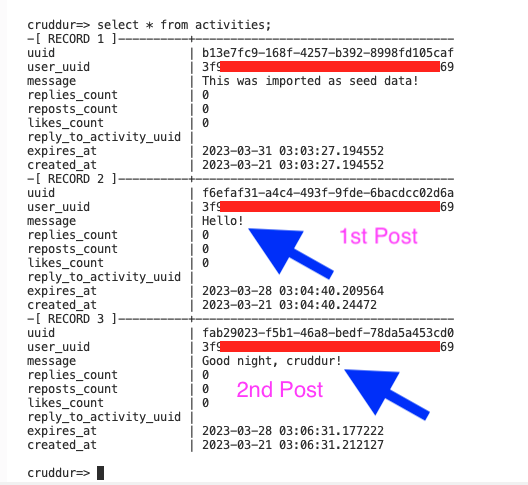 cruddur=> select * from activities;
-[ RECORD 1 ]----------+-------------------------------------
uuid | b13e7fc9-168f-4257-b392-8998fd105caf
user_uuid | 3f9 69
message | This was imported as seed data!
replies_count | 0
reposts_count | 0
likes_count | 0
reply_to_activity_uuid |
expires_at | 2023-03-31 03:03:27.194552
created_at | 2023-03-21 03:03:27.194552
-[ RECORD 2 ]----------+-------------------------------------
uuid | f6efaf31-a4c4-493f-9fde-6bacdcc02d6a
user_uuid | 3f9 69
message | Hello!
1st Post
replies_count | 0
reposts_count | 0
likes_count | 0
reply_to_activity_uuid |
expires_at | 2023-03-28 03:04:40.209564
created_at | 2023-03-21 03:04:40.24472
-[ RECORD 3 ]----------+-------------------------------------
uuid | fab29023-f5b1-46a8-bedf-78da5a453cd0
user_uuid | 3f9 69
message | Good night, cruddur!
replies_count | 0
2nd Post
reposts_count | 0
likes_count | 0
reply_to_activity_uuid |
expires_at | 2023-03-28 03:06:31.177222
created_at | 2023-03-21 03:06:31.212127
cruddur=>